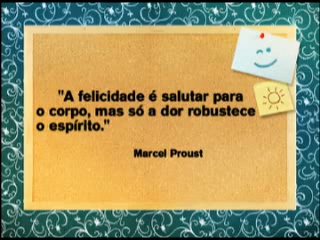 "A felicidade é salutar para
o corpo, mas só a dor robustece
o espírito."
Marcel Proust